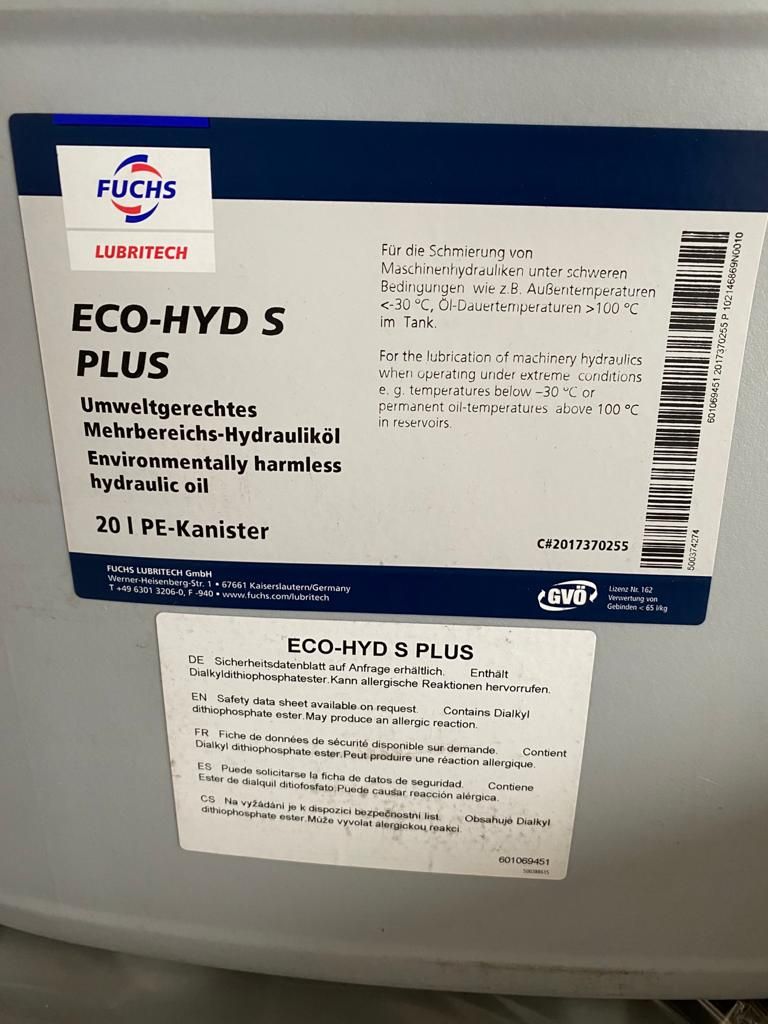 FUCHS
LUBRITECH
ECO-HYD S
PLUS
Umweltgerechtes
Mehrbereichs-Hydrauliköl
Environmentally harmless
hydraulic oil
20 l PE-Kanister
Für die Schmierung von
Maschinenhydrauliken unter schweren
Bedingungen wie z.B. Außentemperaturen
<-30 °C, Öl-Dauertemperaturen >100 °C
im Tank.
For the lubrication of machinery hydraulics
when operating under extreme conditions
e. g. temperatures below –30 °C or
permanent oil-temperatures above 100 °C
in reservoirs.
C#2017370255
601069451 2017370255 P 102146869N0010
500374274
FUCHS LUBRITECH GmbH
Werner-Heisenberg-Str. 1 • 67661 Kaiserslautern/Germany
T +49 6301 3206-0, F -940 • www.fuchs.com/lubritech
GVÖ
Lizenz Nr. 162
Verwertung von
Gebinden < 65 l/kg
ECO-HYD S PLUS
DE Sicherheitsdatenblatt auf Anfrage erhältlich. Enthält
Dialkyldithiophosphatester.Kann allergische Reaktionen hervorrufen.
EN Safety data sheet available on request. Contains Dialkyl
dithiophosphate ester.May produce an allergic reaction.
FR Fiche de données de sécurité disponible sur demande. Contient
Dialkyl dithiophosphate ester.Peut produire une réaction allergique.
ES Puede solicitarse la ficha de datos de seguridad. Contiene
Ester de dialquil ditiofosfato.Puede causar reacción alérgica.
CS Na vyžádání je k dispozici bezpečnostní list. Obsahuje Dialkyl
dithiophosphate ester.Může vyvolat alergickou reakci.
601069451